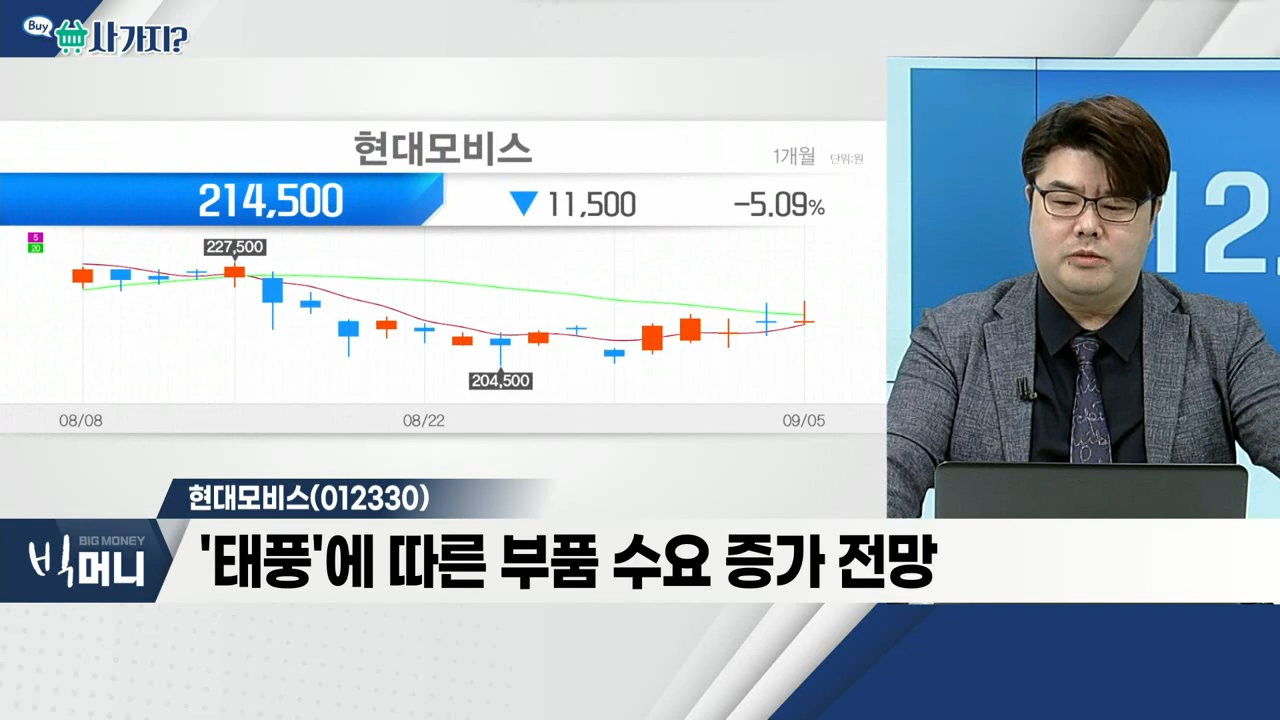 Buy
사가지?
현대모비스
1개월 단위:원
214,500 ▼ 11,500 -5.09%
5
20
227,500
204,500
08/08 08/22 09/05
12
현대모비스(012330)
BIG MONEY
빅머니
'태풍'에 따른 부품 수요 증가 전망